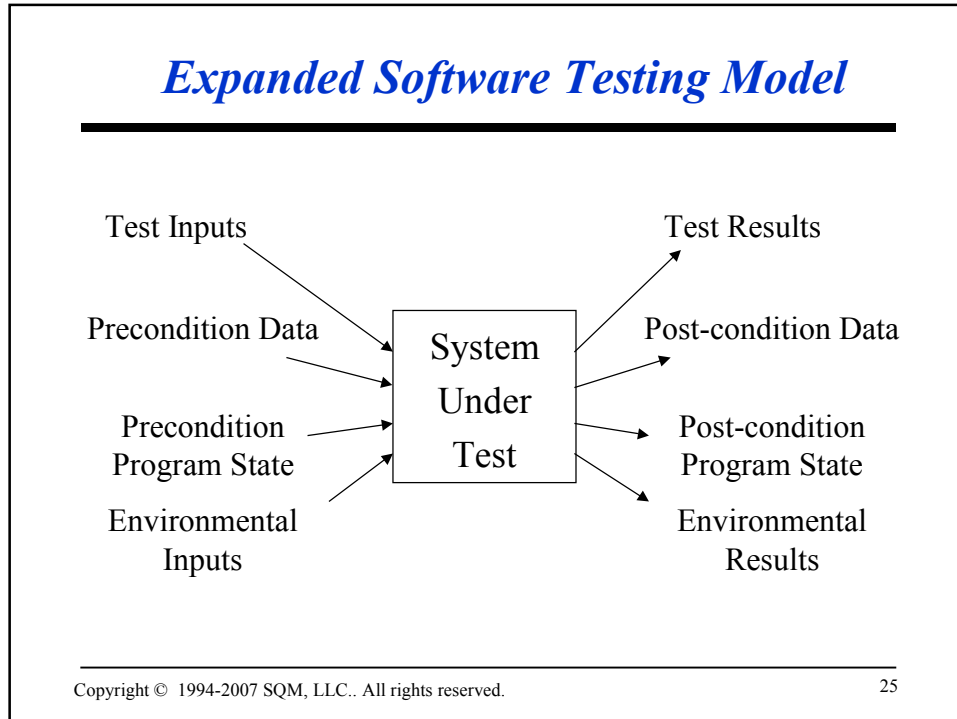 Expanded Software Testing Model
Test Inputs
Test Results
Precondition Data
Post-condition Data
System
Under
Test
Precondition
Program State
Post-condition
Program State
Environmental
Inputs
Environmental
Results
Copyright © 1994-2007 SQM, LLC.. All rights reserved.
25